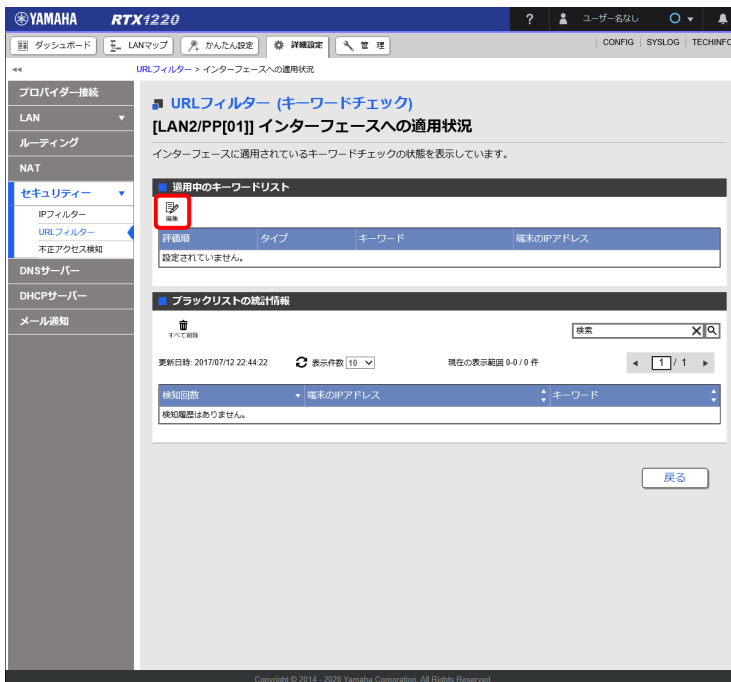 YAMAHA RTX1220 ? ユーザー名なし
ダッシュボード LANマップ かんたん設定 詳細設定 管 理 CONFIG SYSLOG TECHINFO
URLフィルター > インターフェースへの適用状況
プロバイダー接続
LAN
ルーティング
NAT
セキュリティー
IPフィルター
URLフィルター
不正アクセス検知
DNSサーバー
DHCPサーバー
メール通知
URLフィルター (キーワードチェック)
[LAN2/PP[01]] インターフェースへの適用状況
インターフェースに適用されているキーワードチェックの状態を表示しています。
適用中のキーワードリスト
編集
評価順 タイプ キーワード 端末のIPアドレス
設定されていません。
ブラックリストの統計情報
すべて削除
検索
更新日時: 2017/07/12 22:44:22 表示件数 10 現在の表示範囲 0-0 / 0 件 1 / 1
検知回数 端末のIPアドレス キーワード
検知履歴はありません。
戻る
Copyright © 2014 - 2020 Yamaha Corporation. All Rights Reserved.